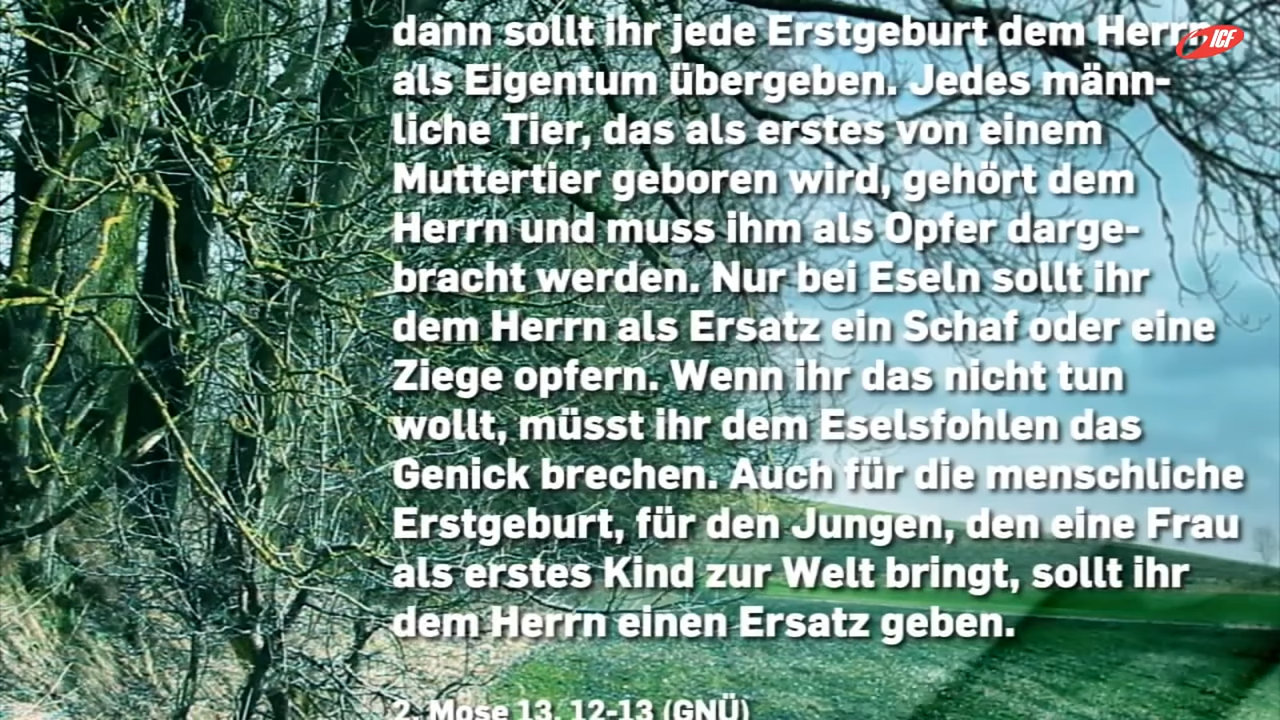 dann sollt ihr jede Erstgeburt dem Herrn
ICF
als Eigentum übergeben. Jedes männ-
liche Tier, das als erstes von einem
Muttertier geboren wird, gehört dem
Herrn und muss ihm als Opfer darge-
bracht werden. Nur bei Eseln sollt ihr
dem Herrn als Ersatz ein Schaf oder eine
Ziege opfern. Wenn ihr das nicht tun
wollt, müsst ihr dem Eselsfohlen das
Genick brechen. Auch für die menschliche
Erstgeburt, für den Jungen, den eine Frau
als erstes Kind zur Welt bringt, sollt ihr
dem Herrn einen Ersatz geben.
2. Mose 13, 12-13 (GNÜ)